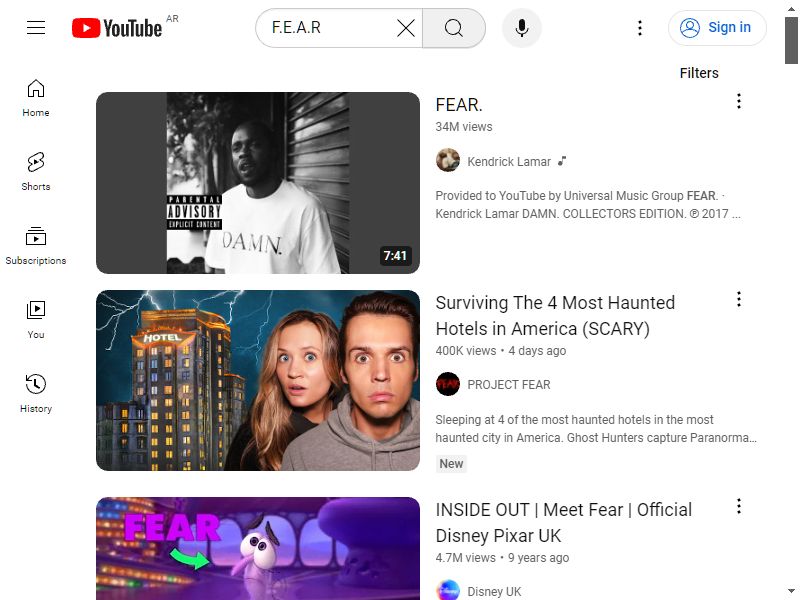 YouTube AR
F.E.A.R
Sign in
Filters
Home
Shorts
Subscriptions
You
History
PARENTAL
ADVISORY
EXPLICIT CONTENT
DAMN.
7:41
FEAR.
34M views
Kendrick Lamar
Provided to YouTube by Universal Music Group FEAR. ·
Kendrick Lamar DAMN. COLLECTORS EDITION. ℗ 2017 ...
HOTEL
Surviving The 4 Most Haunted
Hotels in America (SCARY)
400K views • 4 days ago
FEAR
PROJECT FEAR
Sleeping at 4 of the most haunted hotels in the most
haunted city in America. Ghost Hunters capture Paranorma...
New
FEAR
INSIDE OUT | Meet Fear | Official
Disney Pixar UK
4.7M views • 9 years ago
Disney UK